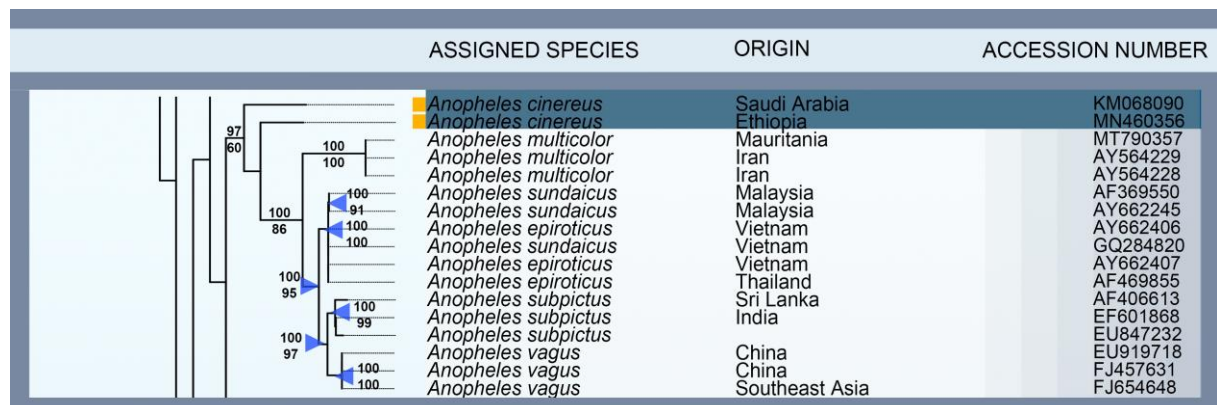 ASSIGNED SPECIES ORIGIN ACCESSION NUMBER
Anopheles cinereus Saudi Arabia KM068090
97 Anopheles cinereus Ethiopia MN460356
60 100 Anopheles multicolor Mauritania MT790357
100 Anopheles multicolor Iran AY564229
Anopheles multicolor Iran AY564228
100 Anopheles sundaicus Malaysia AF369550
100 91 Anopheles sundaicus Malaysia AY662245
86 100 Anopheles epiroticus Vietnam AY662406
100 Anopheles sundaicus Vietnam GQ284820
100 Anopheles epiroticus Vietnam AY662407
95 Anopheles epiroticus Thailand AF469855
100 Anopheles subpictus Sri Lanka AF406613
99 Anopheles subpictus India EF601868
100 Anopheles subpictus EU847232
97 Anopheles vagus China EU919718
100 Anopheles vagus China FJ457631
100 Anopheles vagus Southeast Asia FJ654648